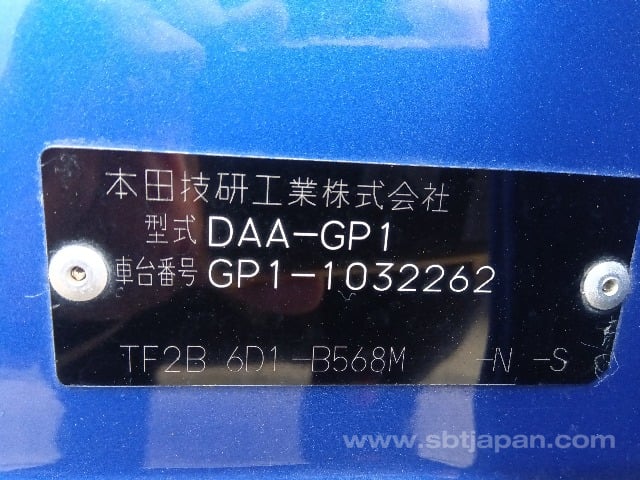 本田技研工業株式会社
型式 DAA-GP1
車台番号 GP1-1032262
TF2B 6D1-B568M -N -S
www.sbtjapan.com